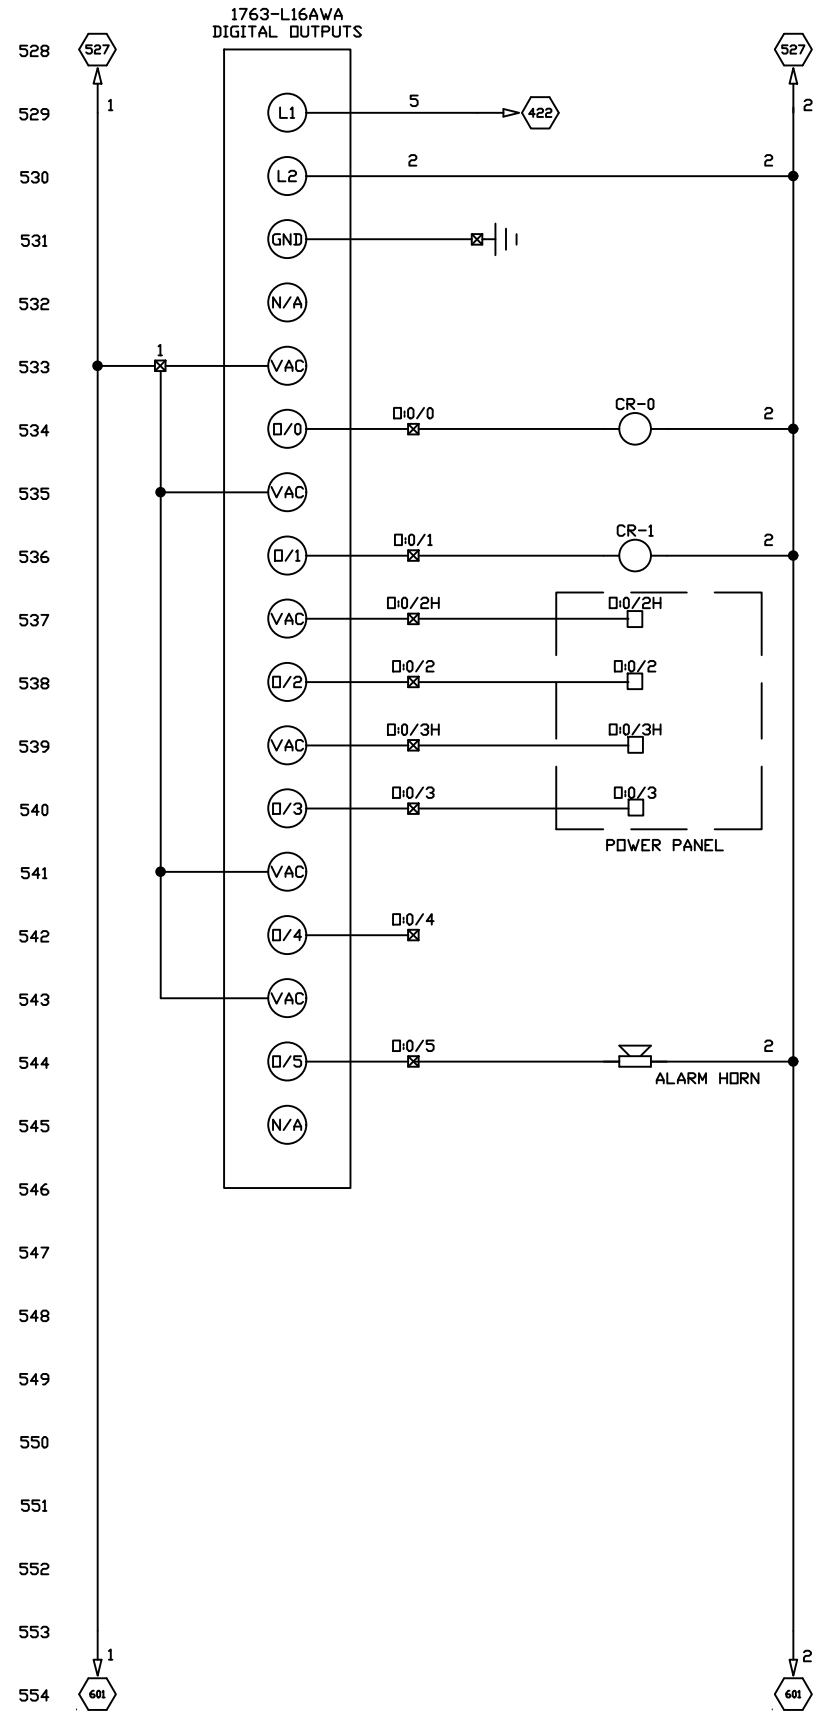 1763-L16AWA
DIGITAL OUTPUTS
528 527 527
1 5 2
529 L1 422
2 2
530 L2
531 GND
532 N/A
1
533 VAC
O:0/0 CR-0 2
534 O/0
535 VAC
O:0/1 CR-1 2
536 O/1
O:0/2H O:0/2H
537 VAC
O:0/2 O:0/2
538 O/2
O:0/3H O:0/3H
539 VAC
O:0/3 O:0/3
540 O/3
POWER PANEL
541 VAC
O:0/4
542 O/4
543 VAC
O:0/5 2
544 O/5
ALARM HORN
545 N/A
546
547
548
549
550
551
552
553
1 2
554 601 601